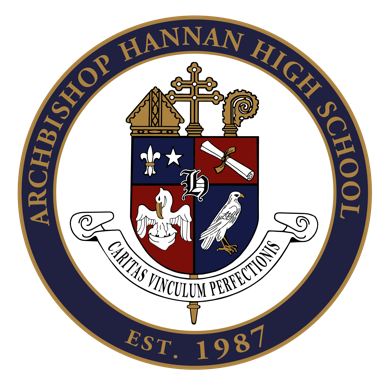 ARCHBISHOP HANNAN HIGH SCHOOL
H
CARITAS VINCULUM PERFECTIONIS
EST. 1987